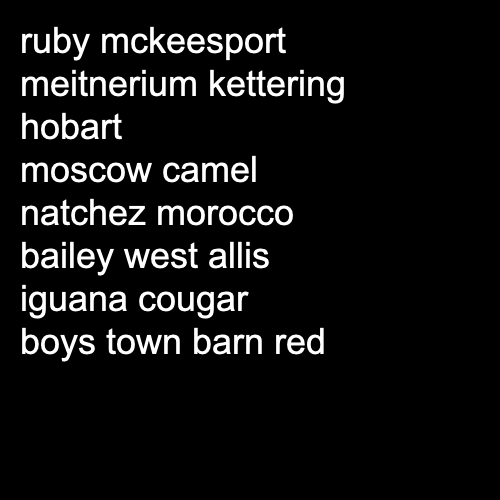 ruby mckeesport
meitnerium kettering
hobart
moscow camel
natchez morocco
bailey west allis
iguana cougar
boys town barn red